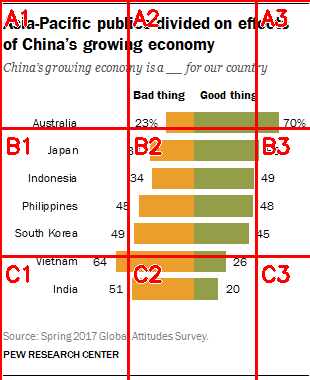 A1 A2 A3
Asia-Pacific publics divided on effects
of China's growing economy
China's growing economy is a __ for our country
Bad thing Good thing
Australia 23% 70%
B1 B2 B3
Japan
Indonesia 34 49
Philippines 45 48
South Korea 49 45
C1 C2 C3
Vietnam 64 26
India 51 20
Source: Spring 2017 Global Attitudes Survey.
PEW RESEARCH CENTER